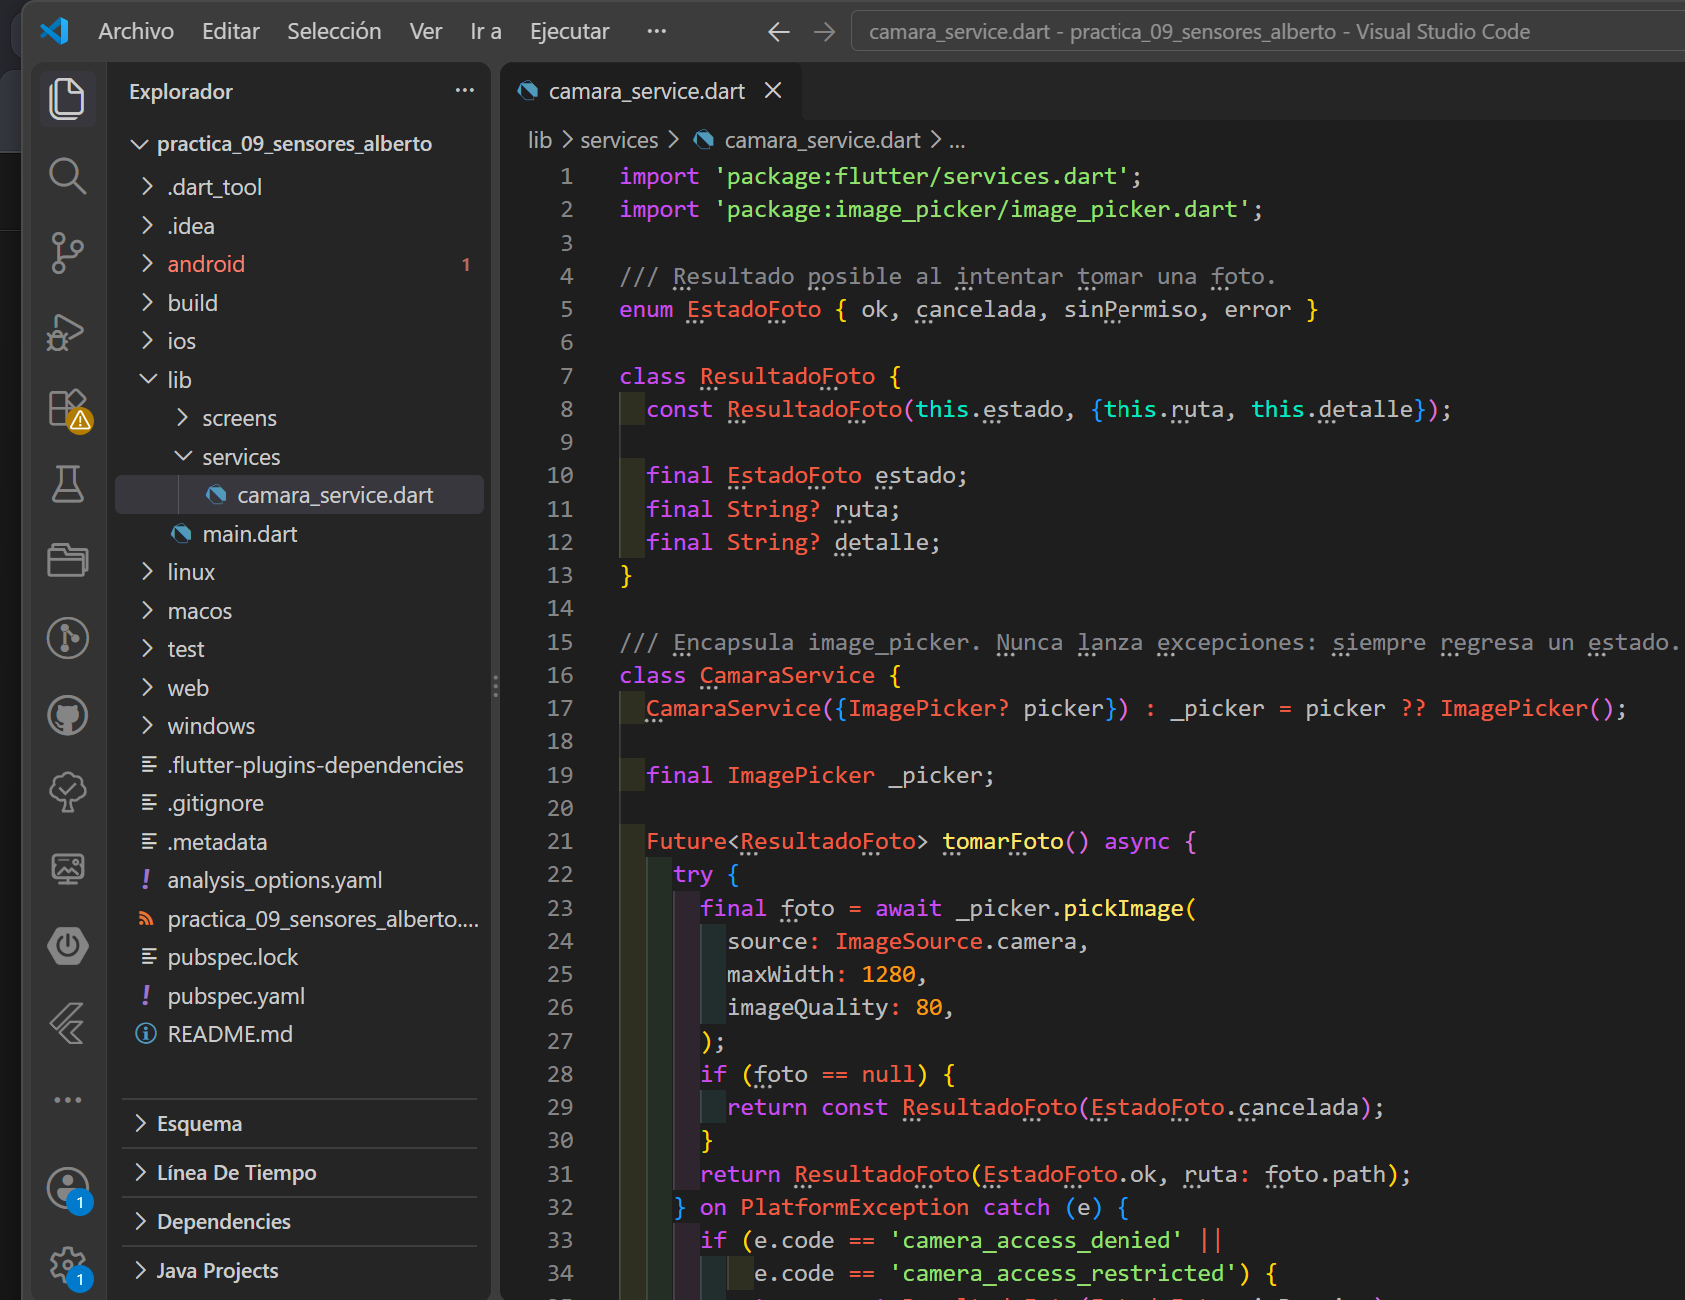 Archivo Editar Selección Ver Ir a Ejecutar ··· camara_service.dart - practica_09_sensores_alberto - Visual Studio Code
Explorador ···
practica_09_sensores_alberto
.dart_tool
.idea
android 1
build
ios
lib
screens
services
camara_service.dart
main.dart
linux
macos
test
web
windows
.flutter-plugins-dependencies
.gitignore
.metadata
analysis_options.yaml
practica_09_sensores_alberto....
pubspec.lock
pubspec.yaml
README.md
Esquema
Línea De Tiempo
Dependencies
Java Projects
1
1
camara_service.dart
lib > services > camara_service.dart > ...
1 import 'package:flutter/services.dart';
2 import 'package:image_picker/image_picker.dart';
3
4 /// Resultado posible al intentar tomar una foto.
5 enum EstadoFoto { ok, cancelada, sinPermiso, error }
6
7 class ResultadoFoto {
8 const ResultadoFoto(this.estado, {this.ruta, this.detalle});
9
10 final EstadoFoto estado;
11 final String? ruta;
12 final String? detalle;
13 }
14
15 /// Encapsula image_picker. Nunca lanza excepciones: siempre regresa un estado.
16 class CamaraService {
17 CamaraService({ImagePicker? picker}) : _picker = picker ?? ImagePicker();
18
19 final ImagePicker _picker;
20
21 Future<ResultadoFoto> tomarFoto() async {
22 try {
23 final foto = await _picker.pickImage(
24 source: ImageSource.camera,
25 maxWidth: 1280,
26 imageQuality: 80,
27 );
28 if (foto == null) {
29 return const ResultadoFoto(EstadoFoto.cancelada);
30 }
31 return ResultadoFoto(EstadoFoto.ok, ruta: foto.path);
32 } on PlatformException catch (e) {
33 if (e.code == 'camera_access_denied' ||
34 e.code == 'camera_access_restricted') {